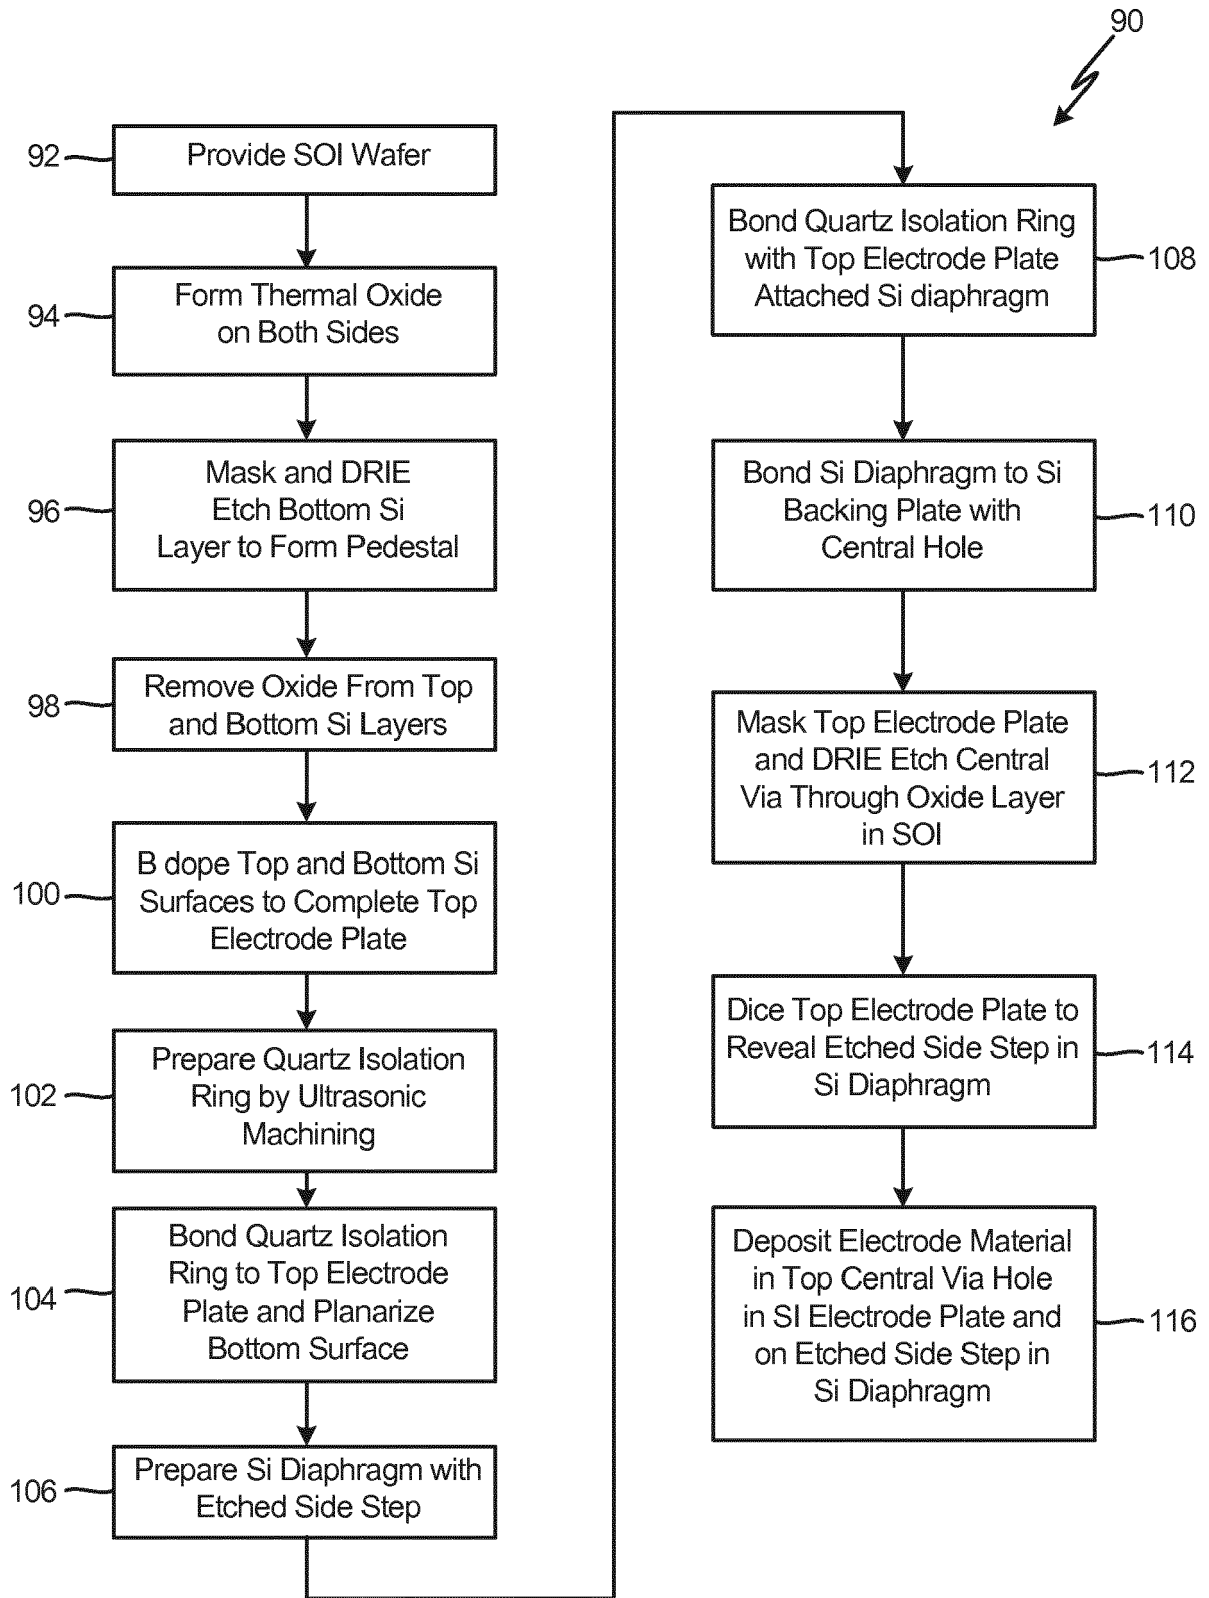 90
92
Provide SOI Wafer
94
Form Thermal Oxide
on Both Sides
96
Mask and DRIE
Etch Bottom Si
Layer to Form Pedestal
98
Remove Oxide From Top
and Bottom Si Layers
100
B dope Top and Bottom Si
Surfaces to Complete Top
Electrode Plate
102
Prepare Quartz Isolation
Ring by Ultrasonic
Machining
104
Bond Quartz Isolation
Ring to Top Electrode
Plate and Planarize
Bottom Surface
106
Prepare Si Diaphragm with
Etched Side Step
Bond Quartz Isolation Ring
with Top Electrode Plate
Attached Si diaphragm
108
Bond Si Diaphragm to Si
Backing Plate with
Central Hole
110
Mask Top Electrode Plate
and DRIE Etch Central
Via Through Oxide Layer
in SOI
112
Dice Top Electrode Plate to
Reveal Etched Side Step in
Si Diaphragm
114
Deposit Electrode Material
in Top Central Via Hole
in SI Electrode Plate and
on Etched Side Step in
Si Diaphragm
116